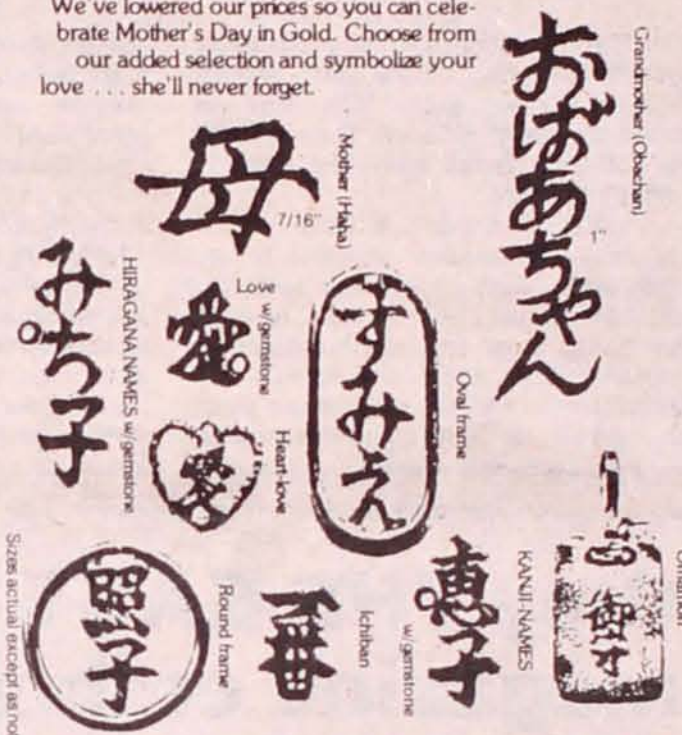 We've lowered our prices so you can cele-
brate Mother's Day in Gold. Choose from
our added selection and symbolize your
love . . . she'll never forget.
おばあちゃん
Grandmother (Obachan)
1"
母
Mother (Haha)
7/16"
みち子
HIRAGANA NAMES w/gemstone
愛
Love
w/gemstone
愛
Heart-love
すみえ
Oval frame
照子
Round frame
一番
Ichiban
恵子
KANJI-NAMES
w/gemstone
御守
Omamori
Sizes actual except as no